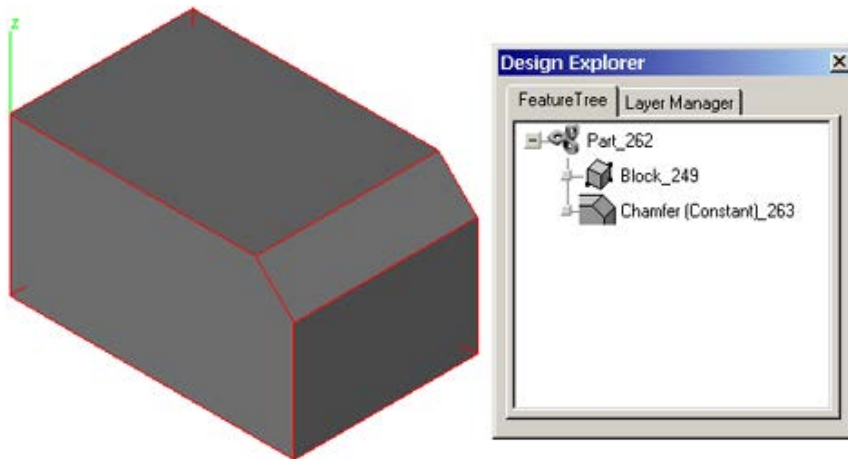 z
Design Explorer
FeatureTree Layer Manager
Part_262
Block_249
Chamfer (Constant)_263